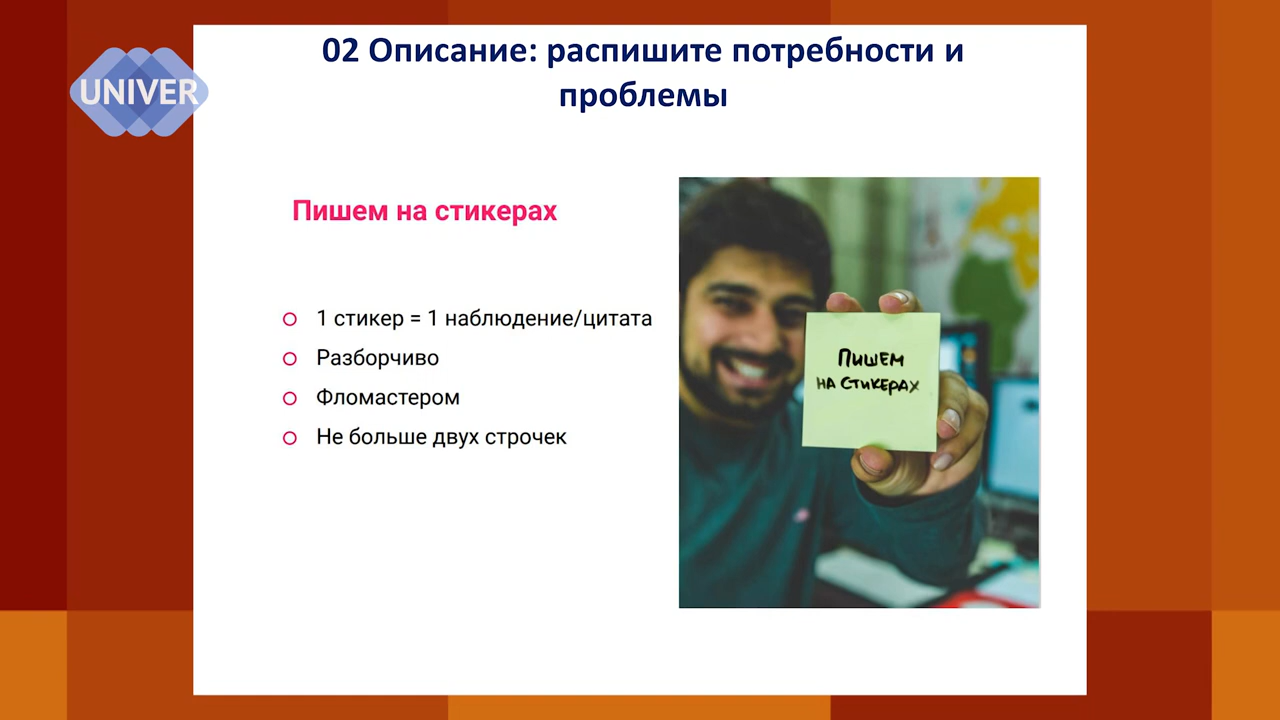 02 Описание: распишите потребности и
проблемы
UNIVER
Пишем на стикерах
1 стикер = 1 наблюдение/цитата
Разборчиво
Фломастером
Не больше двух строчек
Пишем
на стикерах